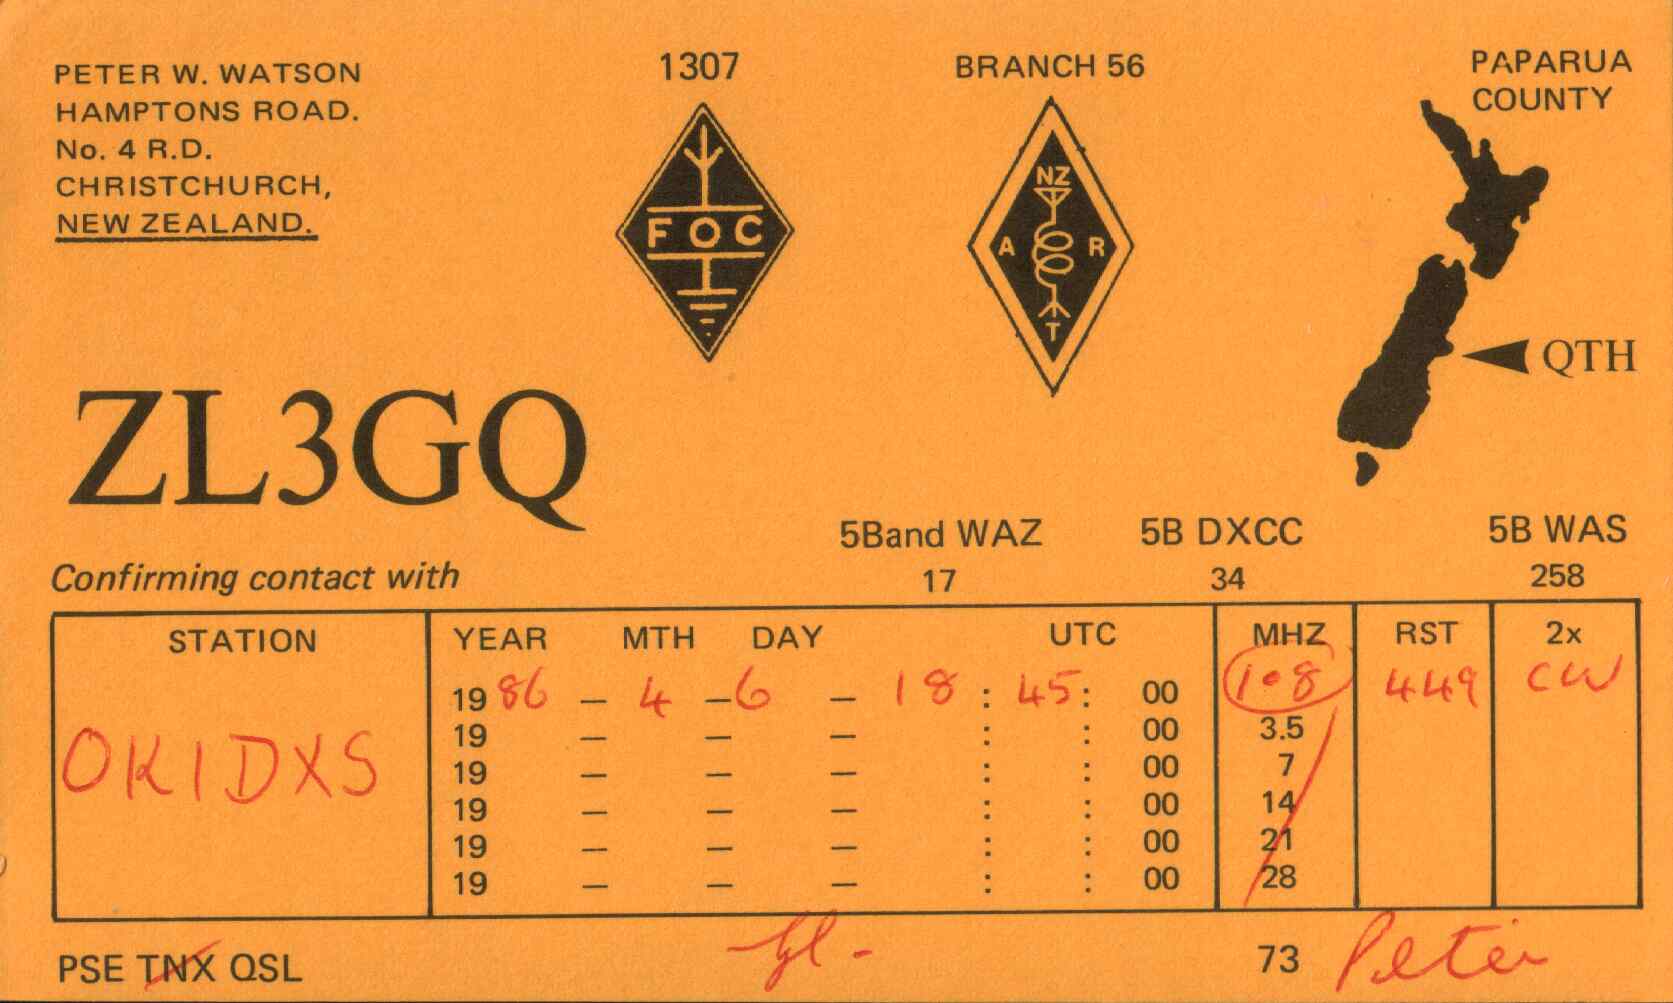 PETER W. WATSON
HAMPTONS ROAD.
No. 4 R.D.
CHRISTCHURCH,
NEW ZEALAND.
1307
FOC
BRANCH 56
NZ
A R
T
PAPARUA
COUNTY
QTH
ZL3GQ
5Band WAZ 5B DXCC 5B WAS
Confirming contact with 17 34 258
STATION YEAR MTH DAY UTC MHZ RST 2x
OK1DXS
1986 – 4 – 6 – 18 : 45 : 00 1.8 449 CW
19 – – – : : 00 3.5
19 – – – : : 00 7
19 – – – : : 00 14
19 – – – : : 00 21
19 – – – : : 00 28
PSE TNX QSL 73 Peter